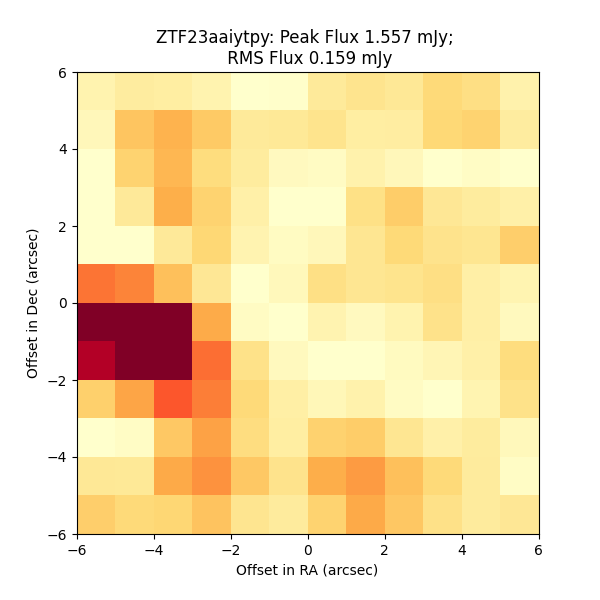 ZTF23aaiytpy: Peak Flux 1.557 mJy;
RMS Flux 0.159 mJy
6
4
2
0
−2
−4
−6
Offset in Dec (arcsec)
−6 −4 −2 0 2 4 6
Offset in RA (arcsec)